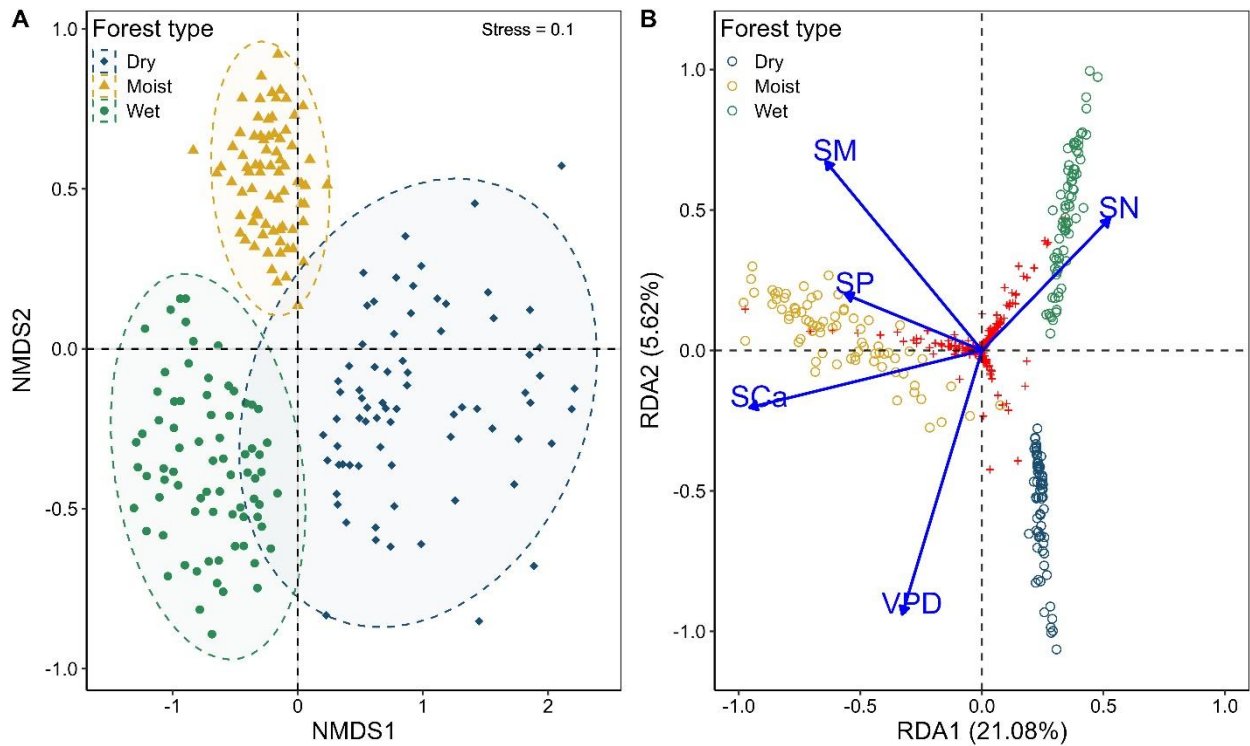 A
Stress = 0.1
Forest type
Dry
Moist
Wet
1.0
0.5
0.0
-0.5
-1.0
NMDS2
-1
0
1
2
NMDS1
B
Forest type
Dry
Moist
Wet
SM
SN
SP
SCa
VPD
1.0
0.5
0.0
-0.5
-1.0
RDA2 (5.62%)
-1.0
-0.5
0.0
0.5
1.0
RDA1 (21.08%)